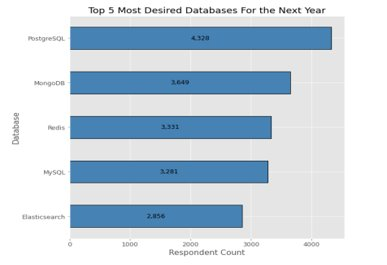 Top 5 Most Desired Databases For the Next Year
PostgreSQL
4,328
MongoDB
3,649
Redis
3,331
MySQL
3,281
Elasticsearch
2,856
Database
0 1000 2000 3000 4000
Respondent Count